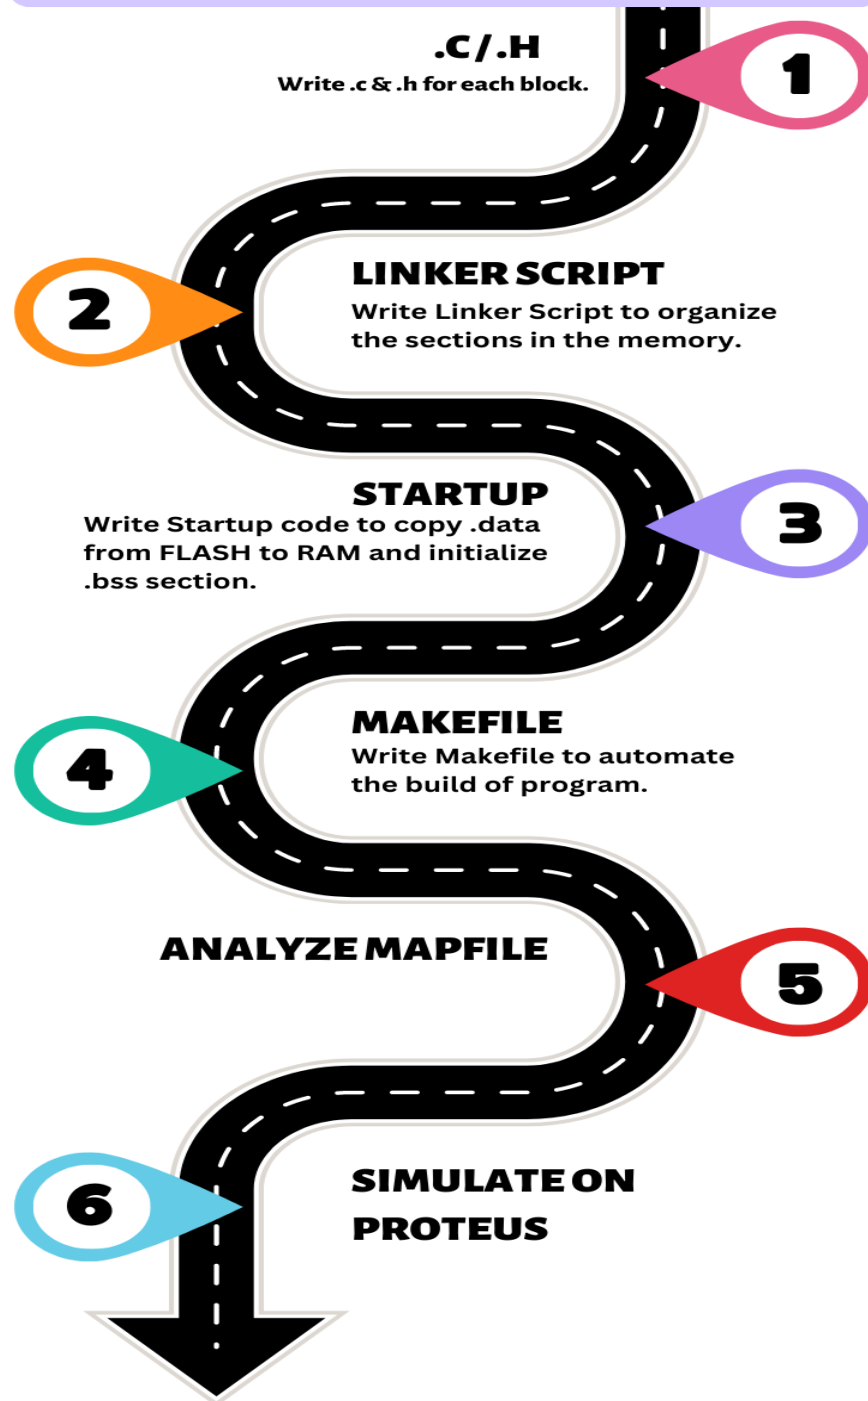 .C/.H
Write .c & .h for each block.
1
2
LINKER SCRIPT
Write Linker Script to organize
the sections in the memory.
STARTUP
Write Startup code to copy .data
from FLASH to RAM and initialize
.bss section.
3
4
MAKEFILE
Write Makefile to automate
the build of program.
ANALYZE MAPFILE
5
6
SIMULATE ON
PROTEUS